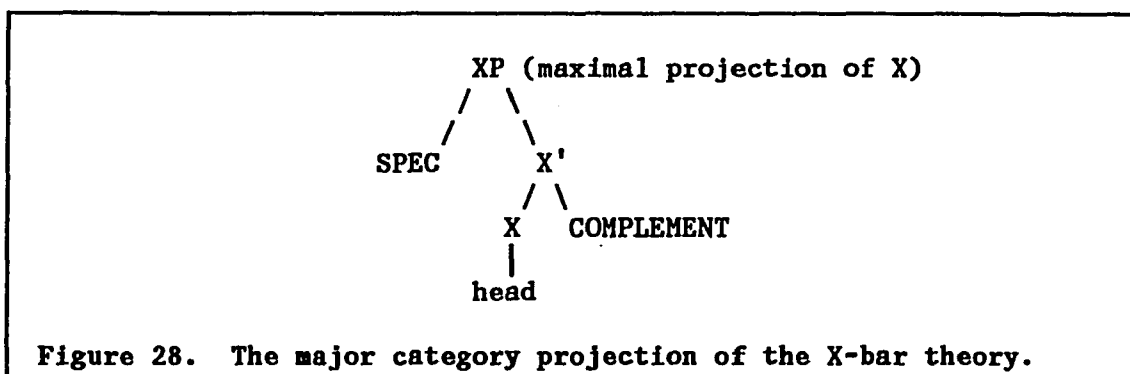 XP (maximal projection of X)
SPEC X'
X COMPLEMENT
head
Figure 28. The major category projection of the X-bar theory.